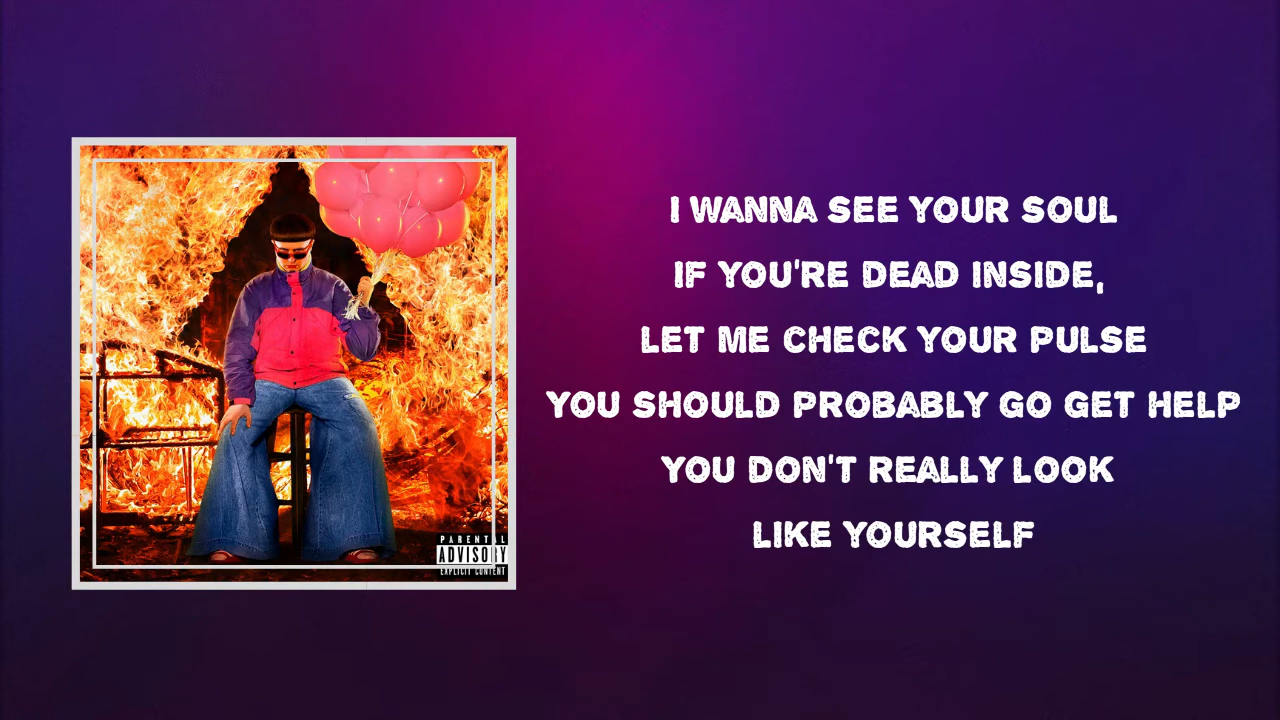 I WANNA SEE YOUR SOUL
IF YOU'RE DEAD INSIDE,
LET ME CHECK YOUR PULSE
YOU SHOULD PROBABLY GO GET HELP
YOU DON'T REALLY LOOK
LIKE YOURSELF
PARENTAL
ADVISORY
EXPLICIT CONTENT